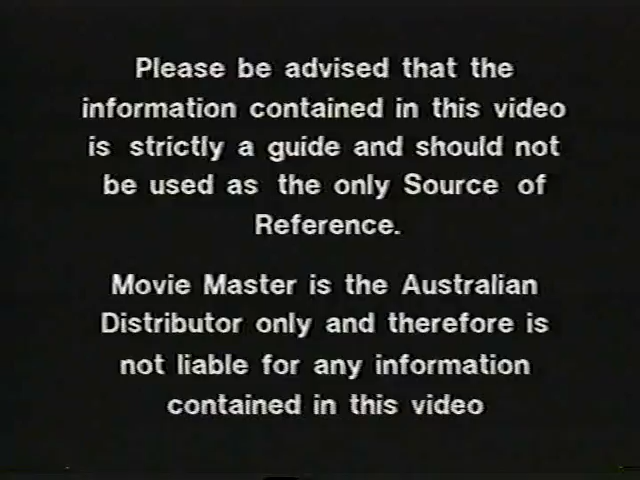 Please be advised that the
information contained in this video
is strictly a guide and should not
be used as the only Source of
Reference.
Movie Master is the Australian
Distributor only and therefore is
not liable for any information
contained in this video